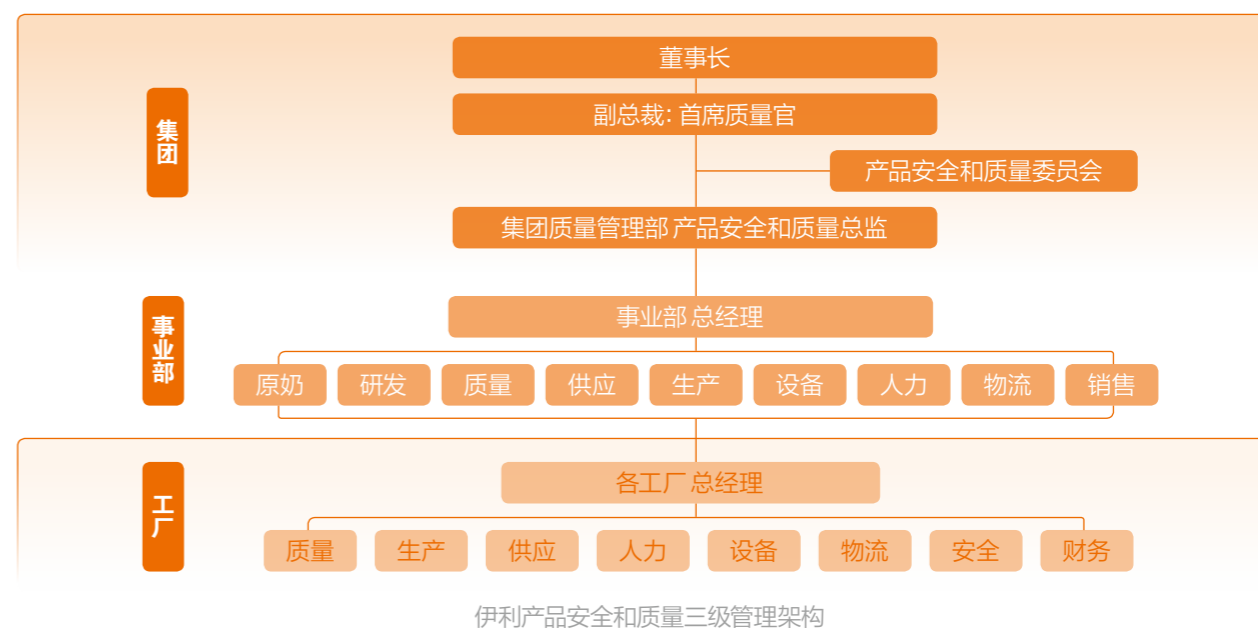 集团
董事长
副总裁：首席质量官
产品安全和质量委员会
集团质量管理部 产品安全和质量总监
事业部
事业部 总经理
原奶 研发 质量 供应 生产 设备 人力 物流 销售
工厂
各工厂 总经理
质量 生产 供应 人力 设备 物流 安全 财务
伊利产品安全和质量三级管理架构